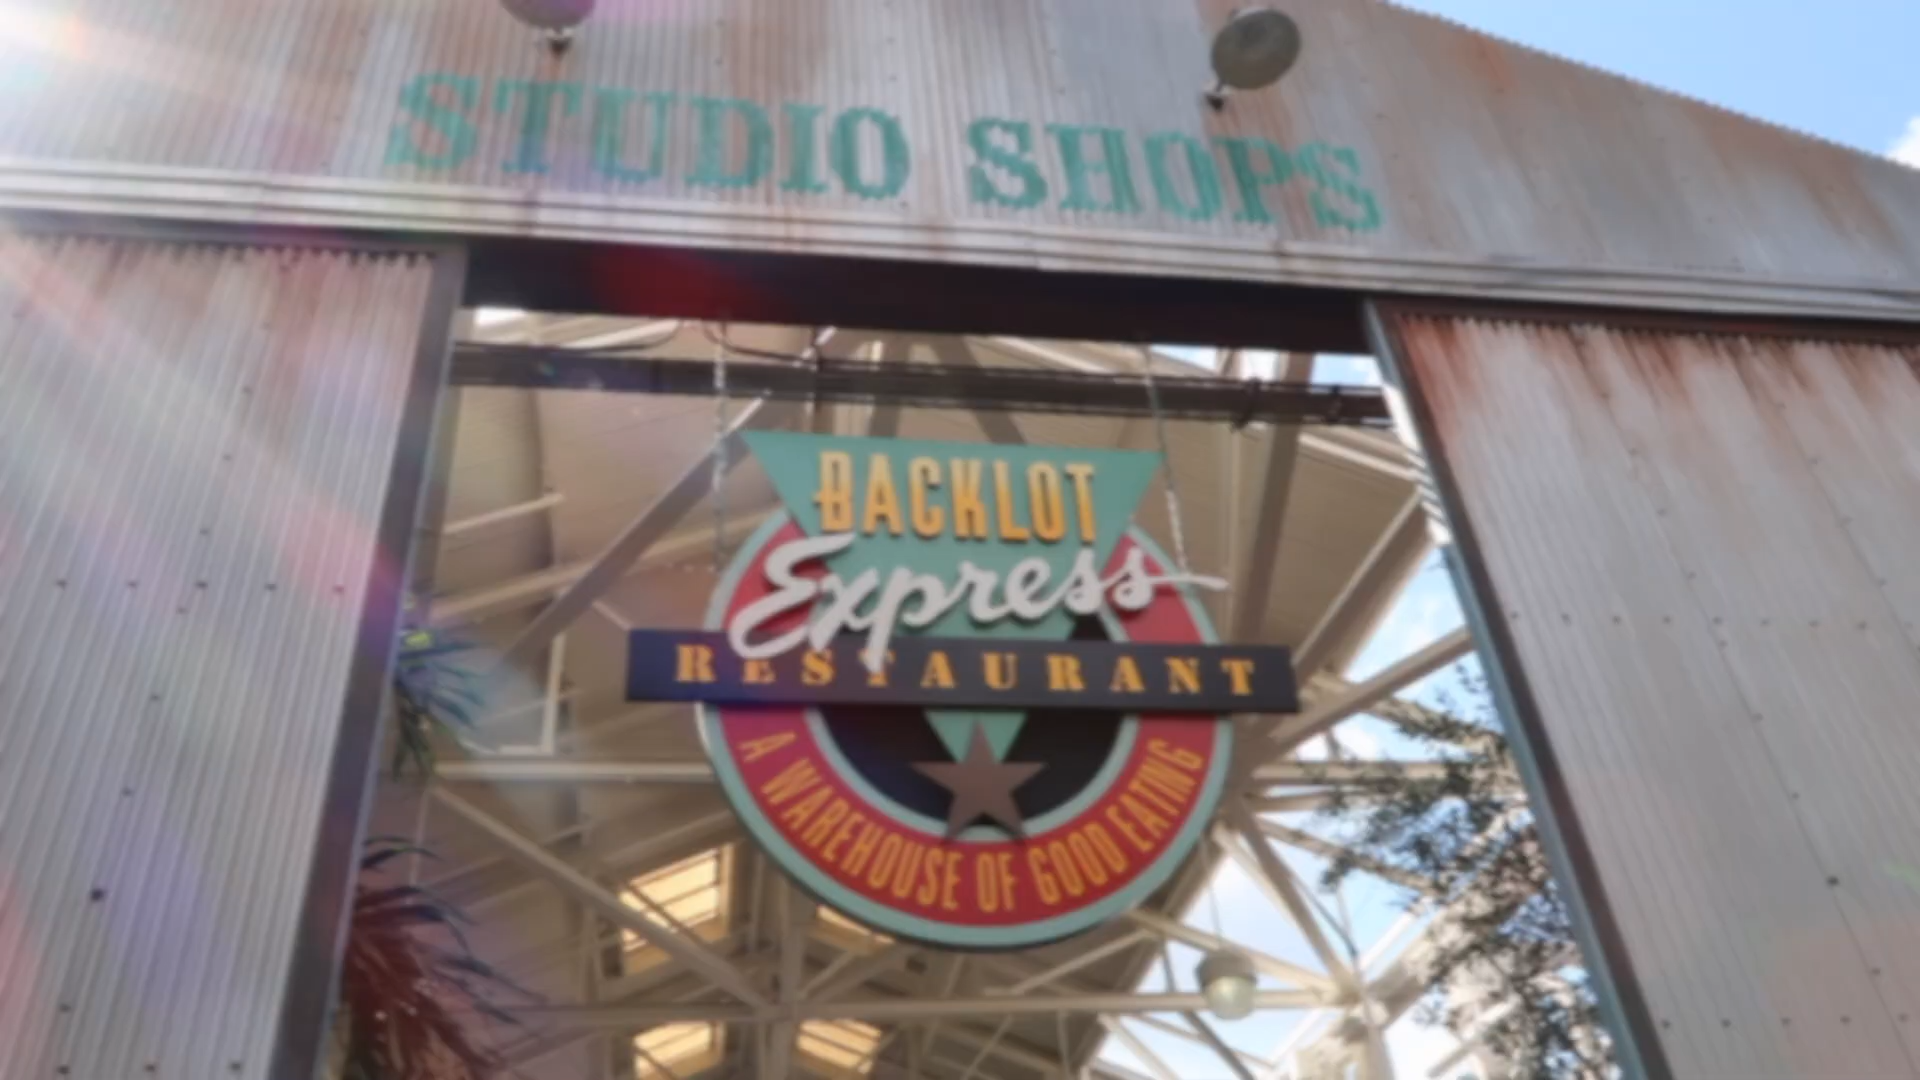 STUDIO SHOPS
BACKLOT
Express
RESTAURANT
A WAREHOUSE OF GOOD EATING